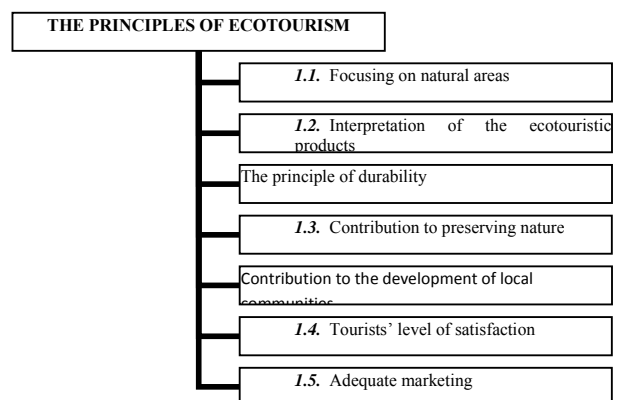 THE PRINCIPLES OF ECOTOURISM
1.1. Focusing on natural areas
1.2. Interpretation of the ecotouristic
products
The principle of durability
1.3. Contribution to preserving nature
Contribution to the development of local
communities
1.4. Tourists' level of satisfaction
1.5. Adequate marketing